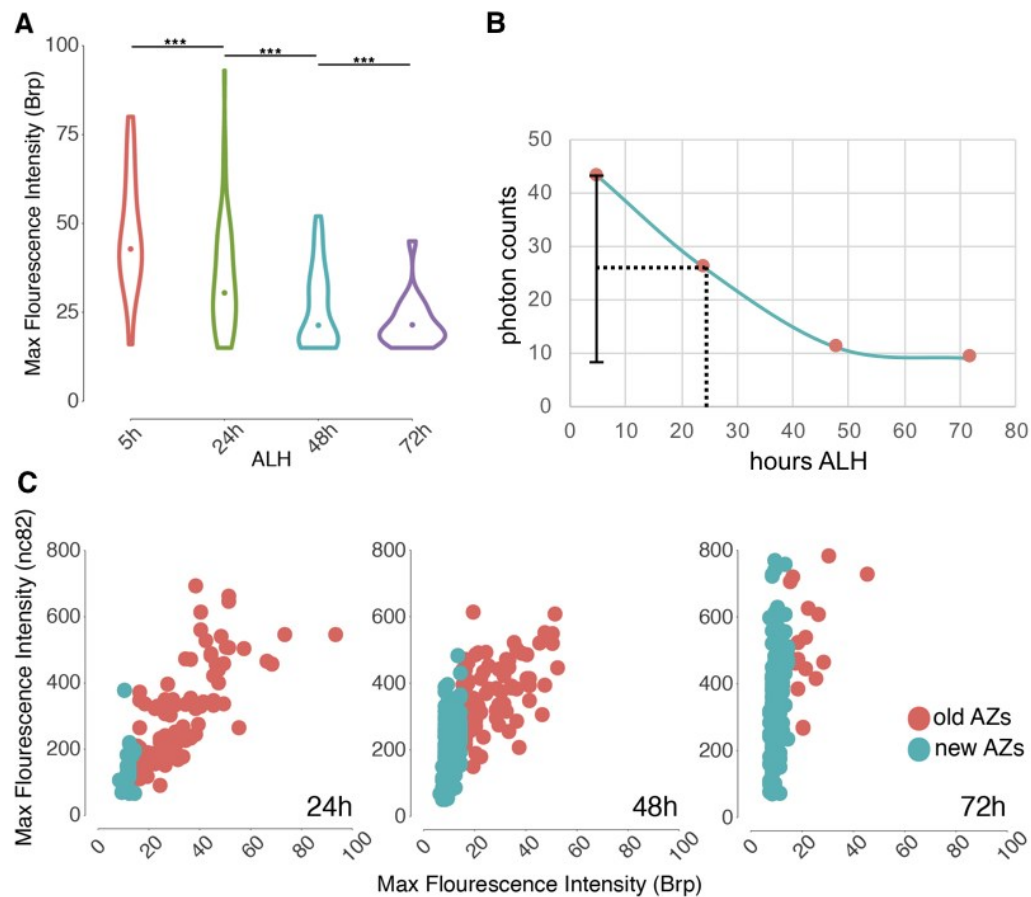 A
Max Flourescence Intensity (Brp)
100
75
50
25
0
***
***
***
5h
24h
48h
72h
ALH
B
photon counts
50
40
30
20
10
0
0 10 20 30 40 50 60 70 80
hours ALH
C
Max Flourescence Intensity (nc82)
800
600
400
200
0
24h
0 20 40 60 80 100
800
600
400
200
0
48h
0 20 40 60 80 100
800
600
400
200
0
old AZs
new AZs
72h
0 20 40 60 80 100
Max Flourescence Intensity (Brp)